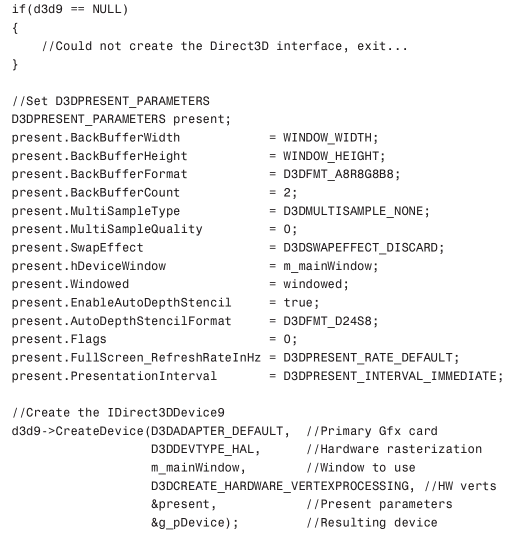 if(d3d9 == NULL)
{
    //Could not create the Direct3D interface, exit...
}

//Set D3DPRESENT_PARAMETERS
D3DPRESENT_PARAMETERS present;
present.BackBufferWidth            = WINDOW_WIDTH;
present.BackBufferHeight           = WINDOW_HEIGHT;
present.BackBufferFormat           = D3DFMT_A8R8G8B8;
present.BackBufferCount            = 2;
present.MultiSampleType            = D3DMULTISAMPLE_NONE;
present.MultiSampleQuality         = 0;
present.SwapEffect                 = D3DSWAPEFFECT_DISCARD;
present.hDeviceWindow              = m_mainWindow;
present.Windowed                   = windowed;
present.EnableAutoDepthStencil     = true;
present.AutoDepthStencilFormat     = D3DFMT_D24S8;
present.Flags                      = 0;
present.FullScreen_RefreshRateInHz = D3DPRESENT_RATE_DEFAULT;
present.PresentationInterval       = D3DPRESENT_INTERVAL_IMMEDIATE;

//Create the IDirect3DDevice9
d3d9->CreateDevice(D3DADAPTER_DEFAULT,  //Primary Gfx card
                   D3DDEVTYPE_HAL,      //Hardware rasterization
                   m_mainWindow,        //Window to use
                   D3DCREATE_HARDWARE_VERTEXPROCESSING, //HW verts
                   &present,            //Present parameters
                   &g_pDevice);         //Resulting device